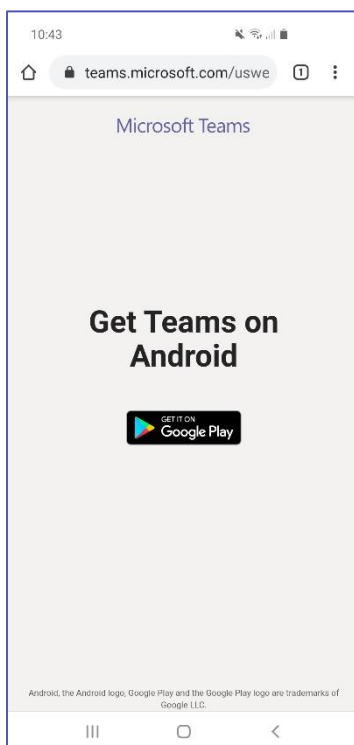 10:43
teams.microsoft.com/uswe
1
Microsoft Teams
Get Teams on
Android
GET IT ON
Google Play
Android, the Android logo, Google Play and the Google Play logo are trademarks of
Google LLC.